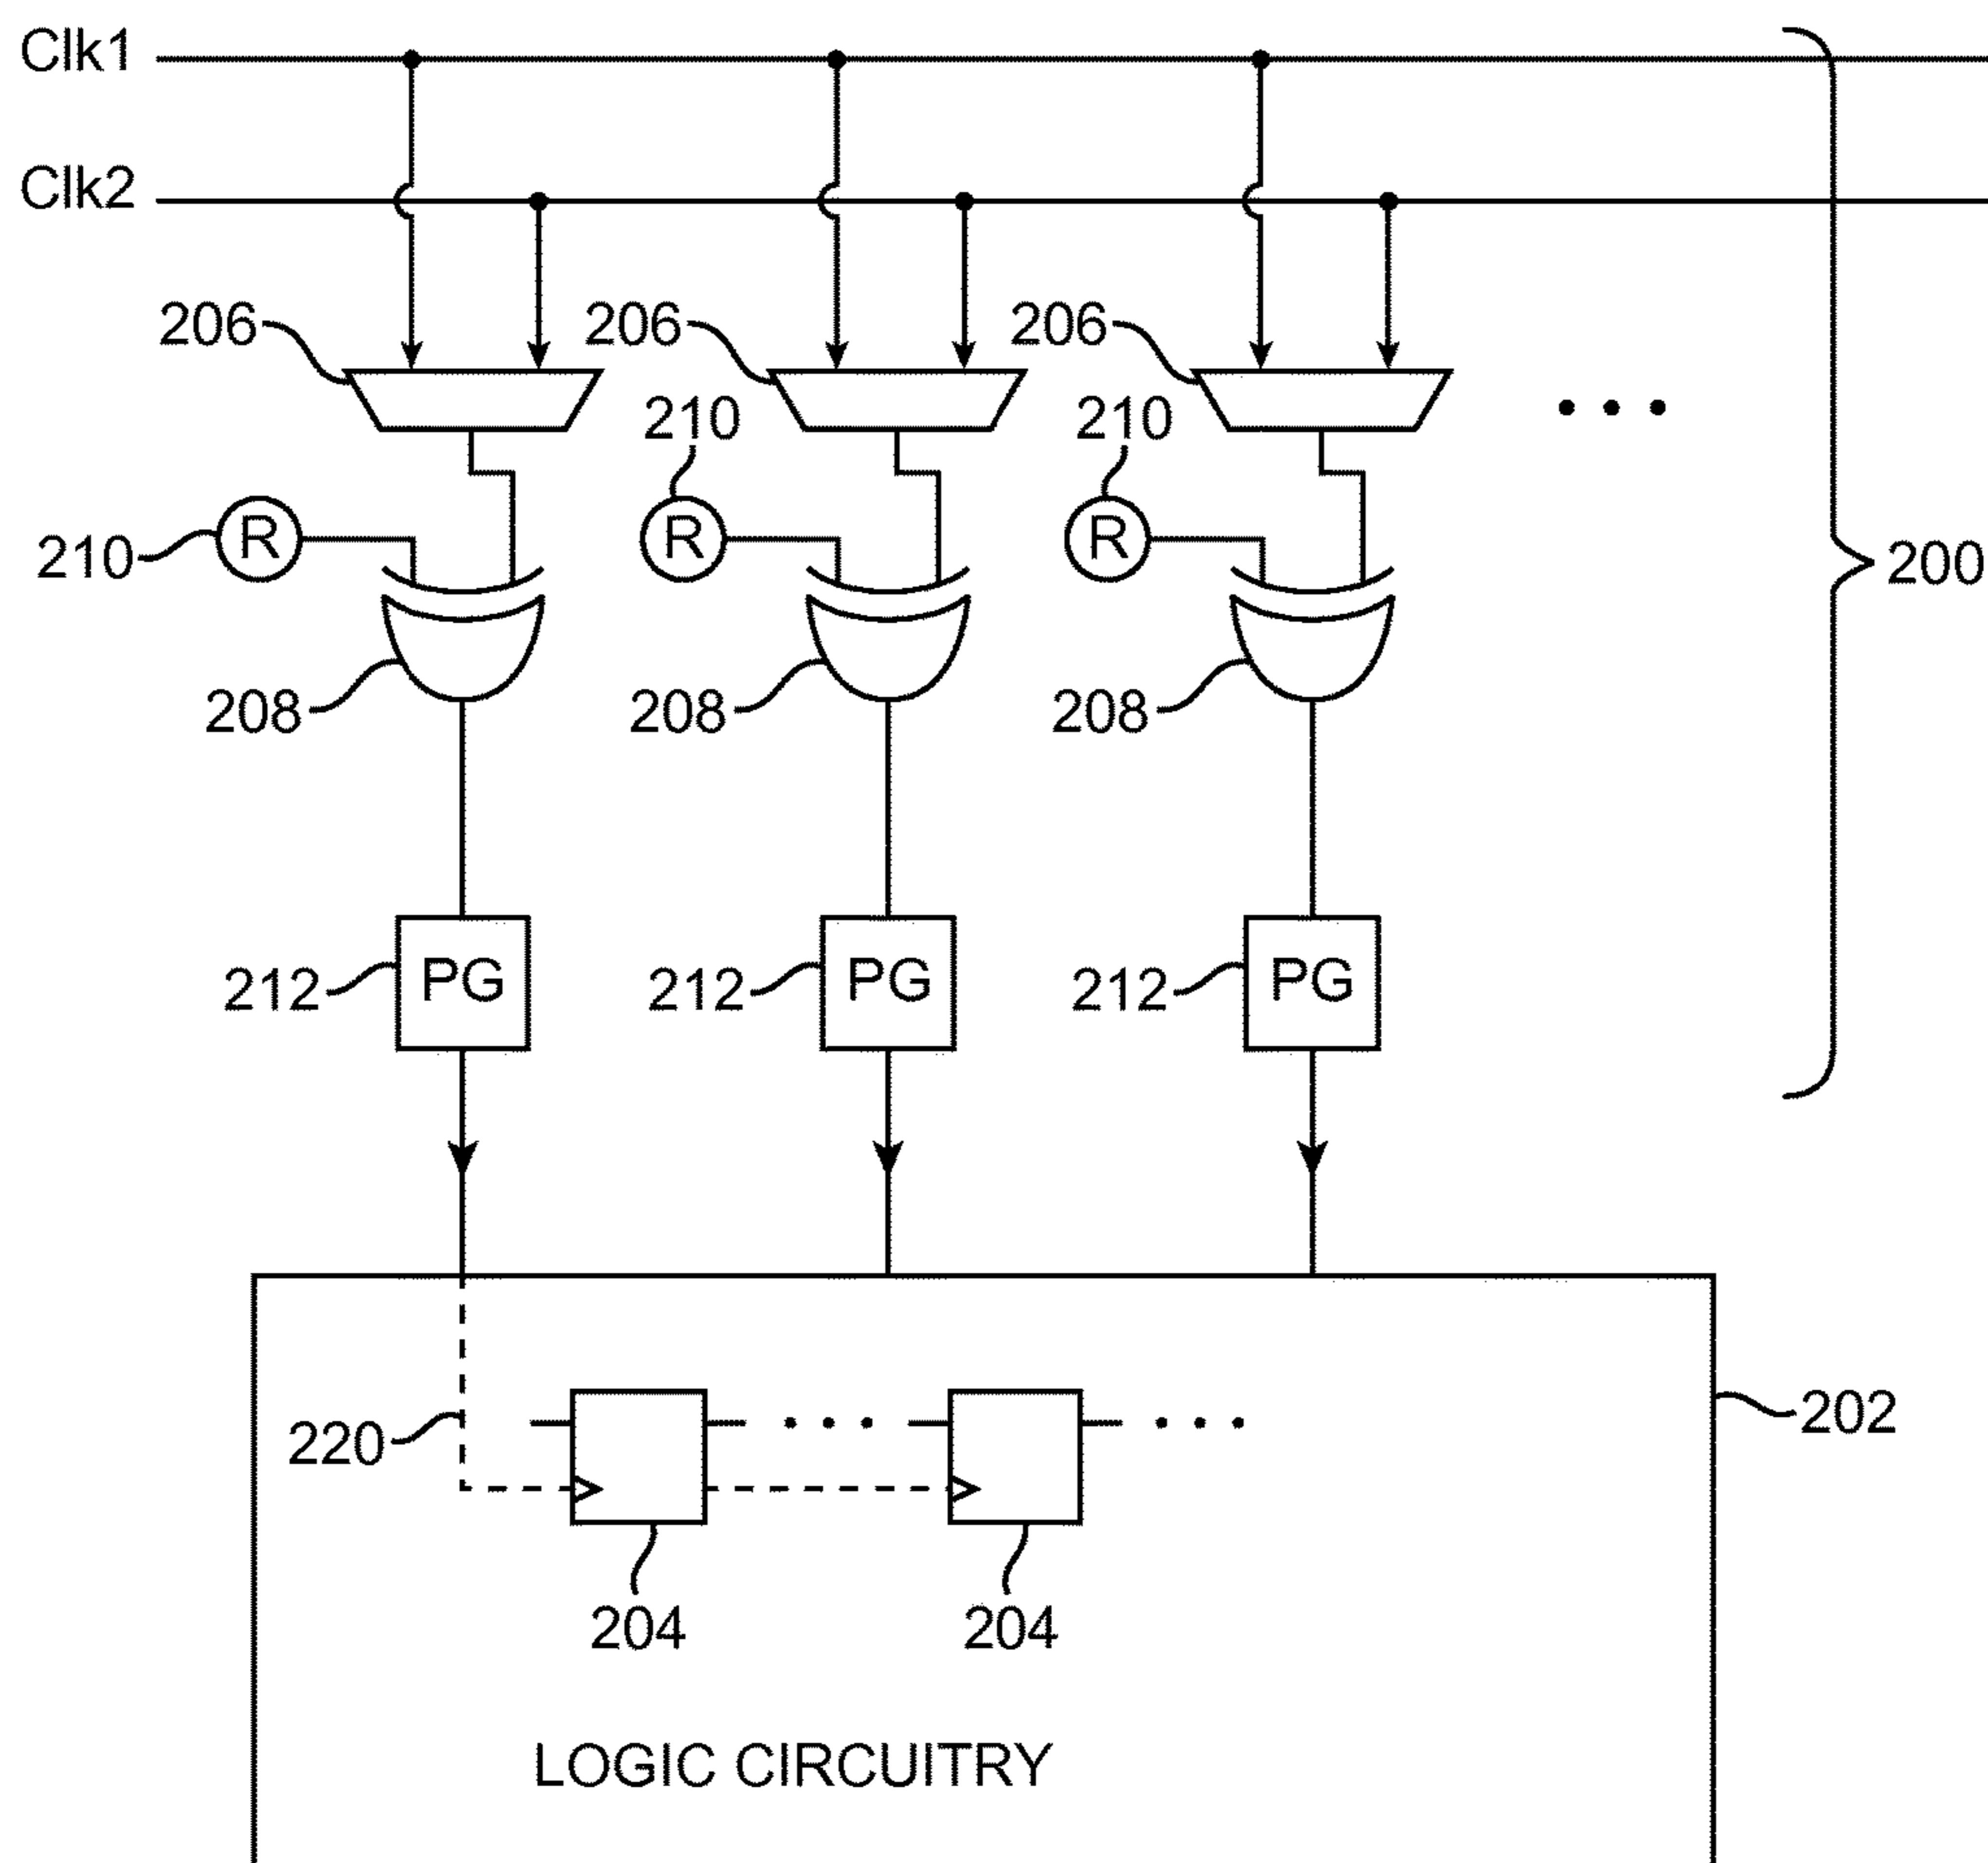 Clk1
Clk2
206 206 206
210 210
R R R
210
200
208 208 208
PG PG PG
212 212 212
202
220
204 204
LOGIC CIRCUITRY